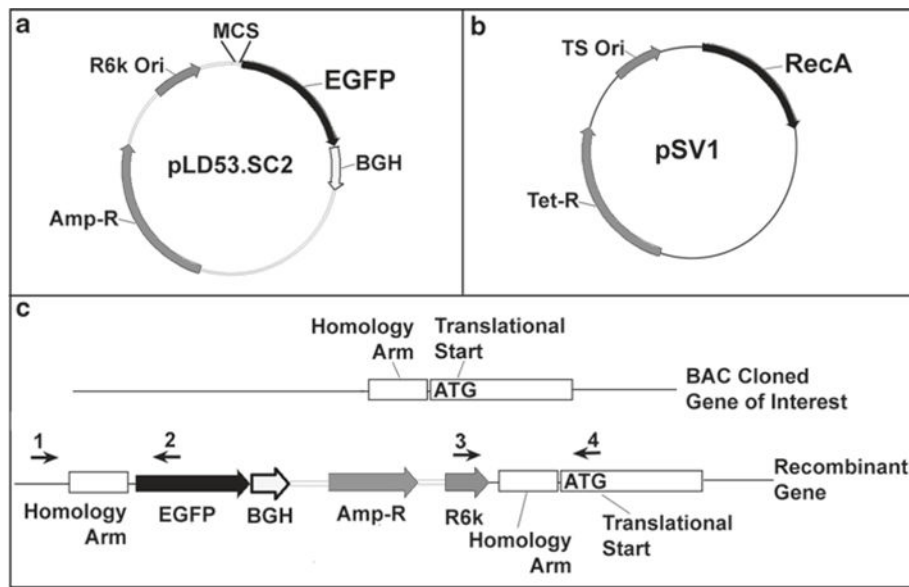 a
MCS
R6k Ori
EGFP
pLD53.SC2
BGH
Amp-R
b
TS Ori
RecA
pSV1
Tet-R
c
Homology
Arm
Translational
Start
ATG
BAC Cloned
Gene of Interest
1
2
3
4
ATG
Recombinant
Gene
Homology
Arm
EGFP
BGH
Amp-R
R6k
Homology
Arm
Translational
Start